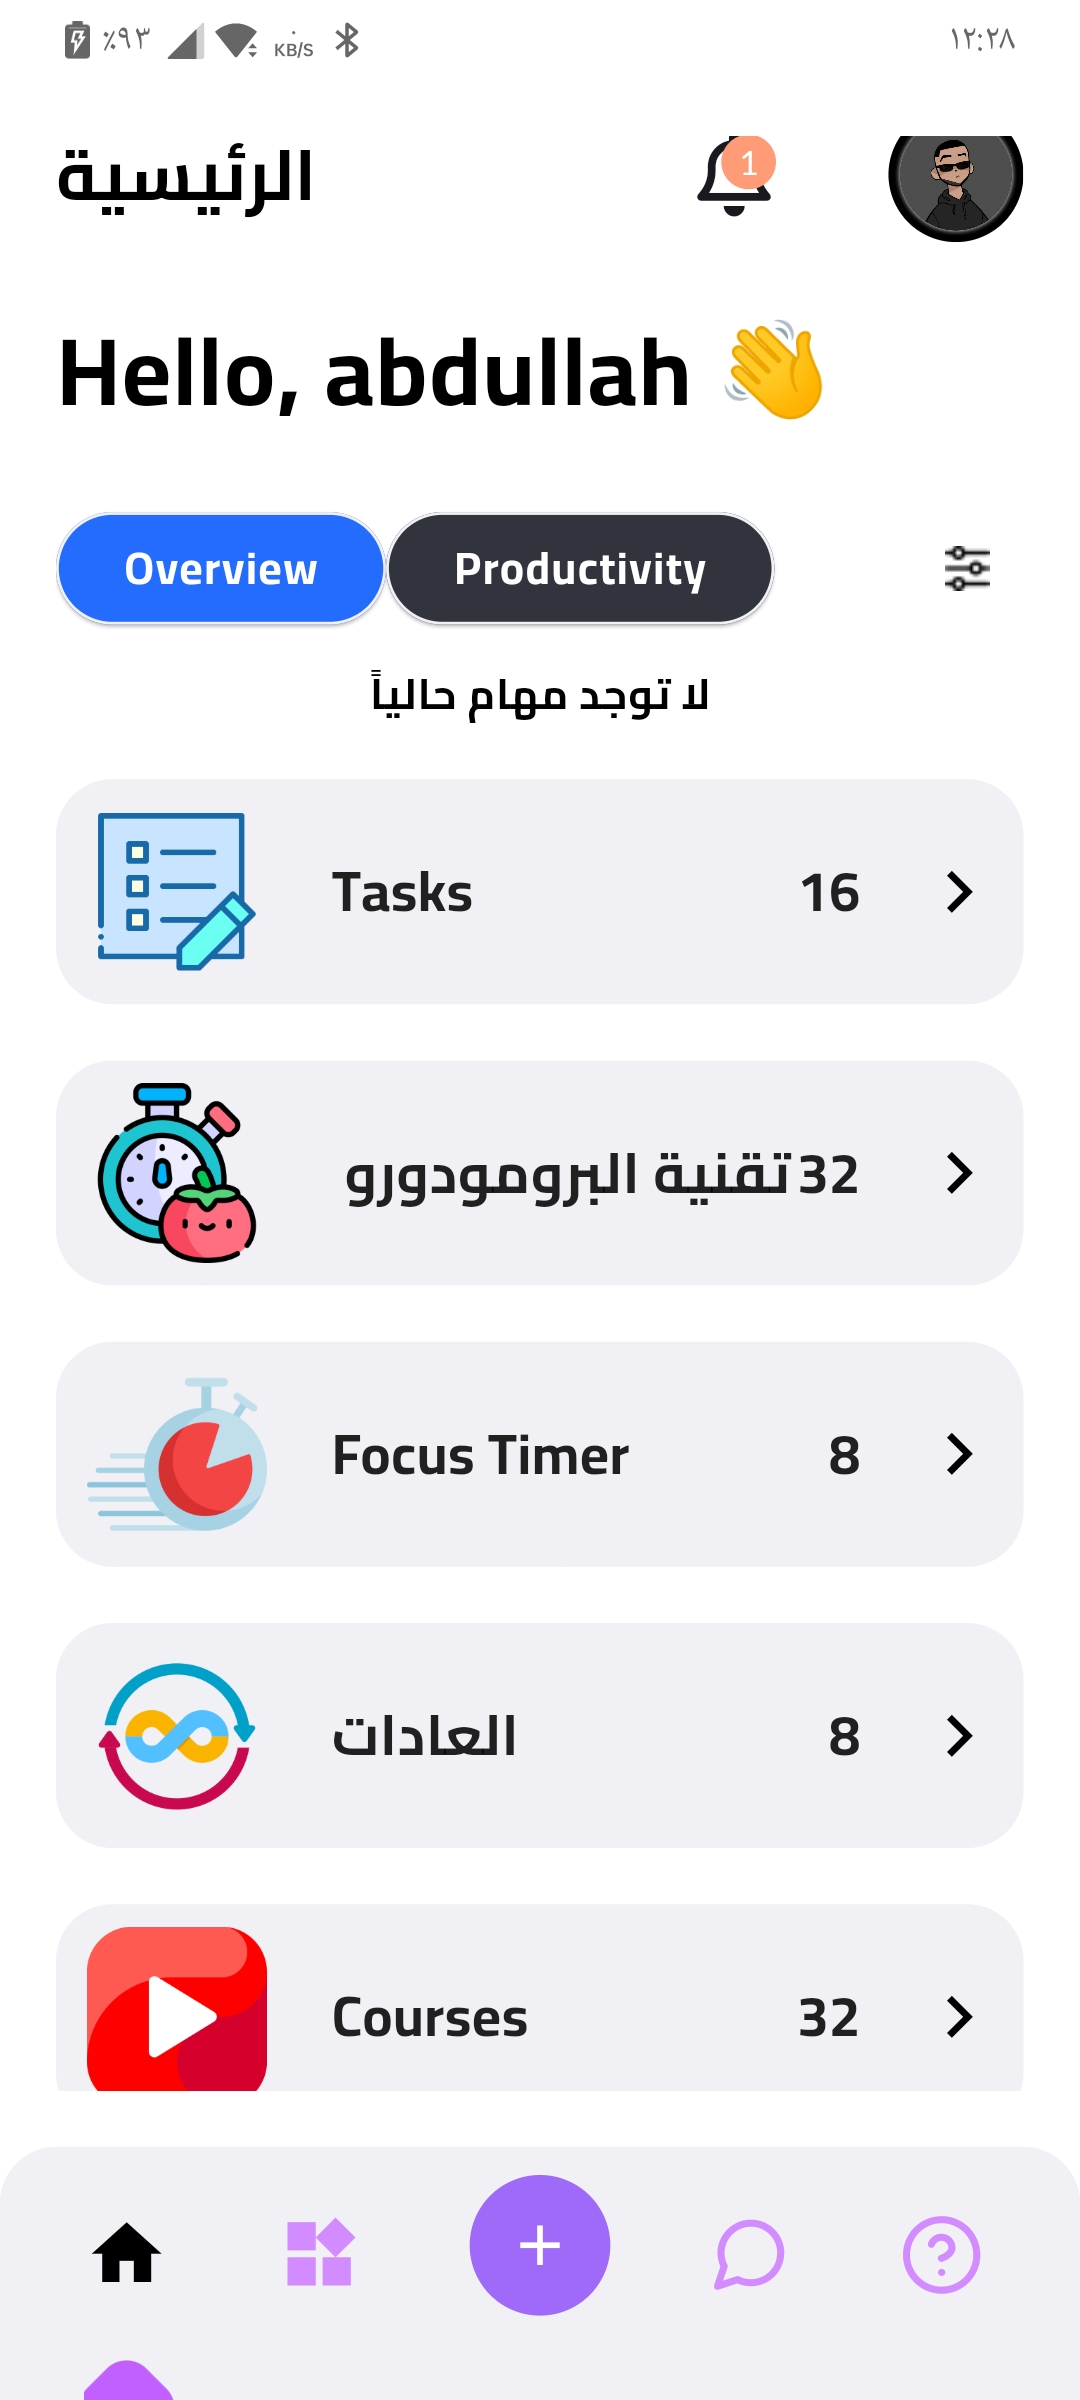 ٪٩٣ KB/S ١٢:٢٨
الرئيسية 1
Hello, abdullah 👋
Overview Productivity
لا توجد مهام حالياً
Tasks 16
تقنية البرومودورو 32
Focus Timer 8
العادات 8
Courses 32